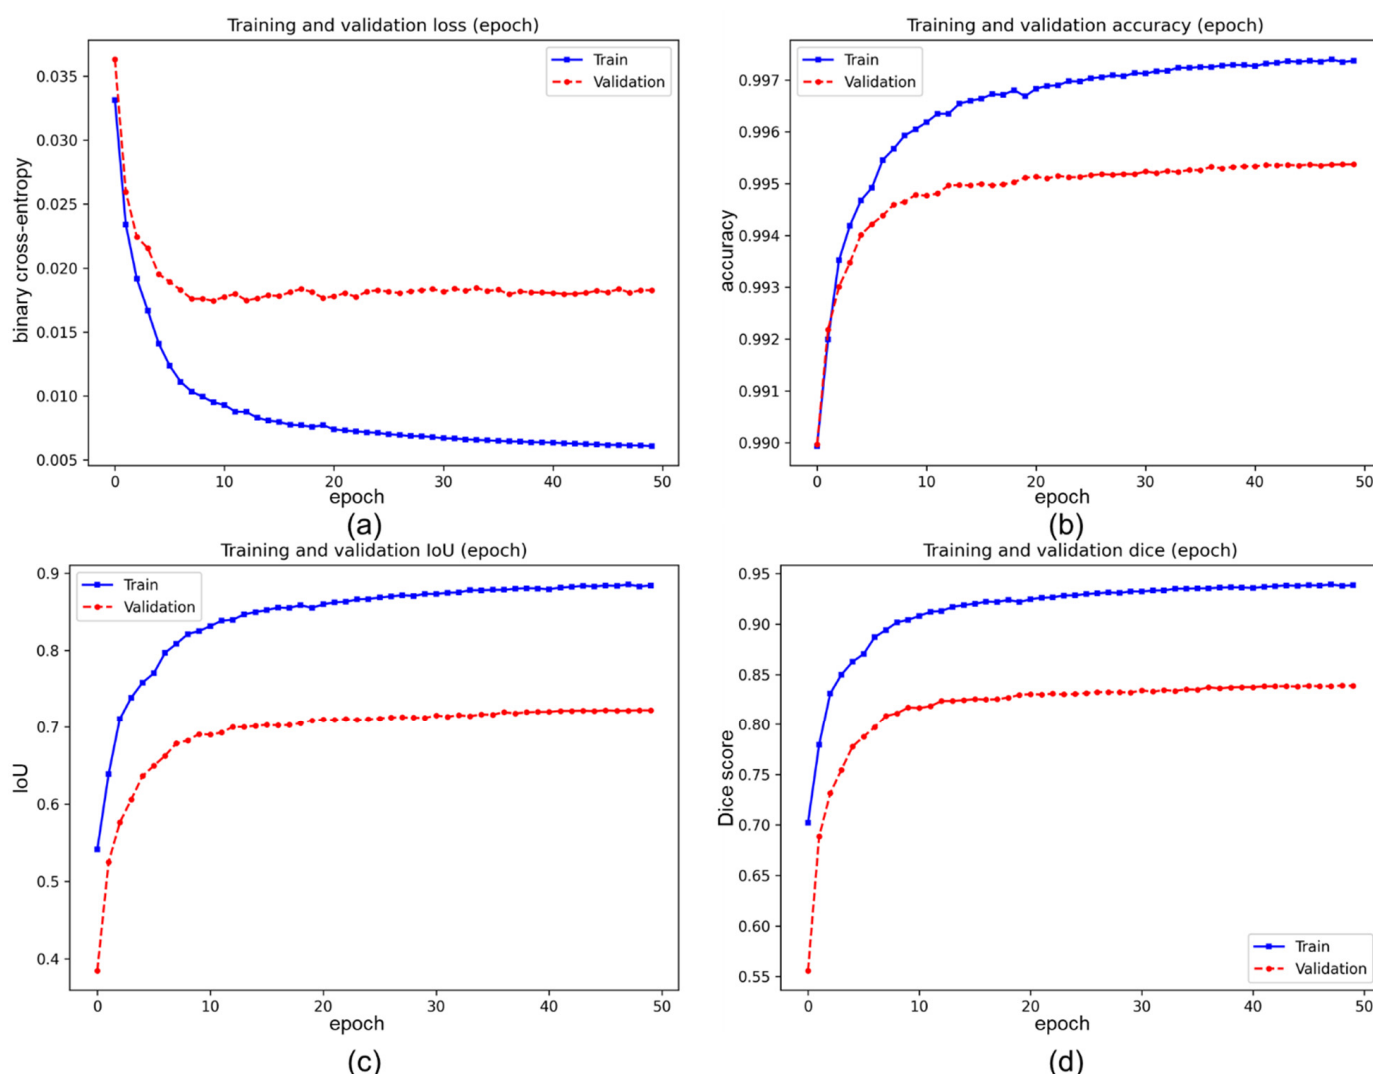 Training and validation loss (epoch)
Train
Validation
0.035
0.030
0.025
0.020
0.015
0.010
0.005
binary cross-entropy
0 10 20 30 40 50
epoch
(a)
Training and validation accuracy (epoch)
Train
Validation
0.997
0.996
0.995
0.994
0.993
0.992
0.991
0.990
accuracy
0 10 20 30 40 50
epoch
(b)
Training and validation IoU (epoch)
Train
Validation
0.9
0.8
0.7
0.6
0.5
0.4
IoU
0 10 20 30 40 50
epoch
(c)
Training and validation dice (epoch)
0.95
0.90
0.85
0.80
0.75
0.70
0.65
0.60
0.55
Dice score
Train
Validation
0 10 20 30 40 50
epoch
(d)